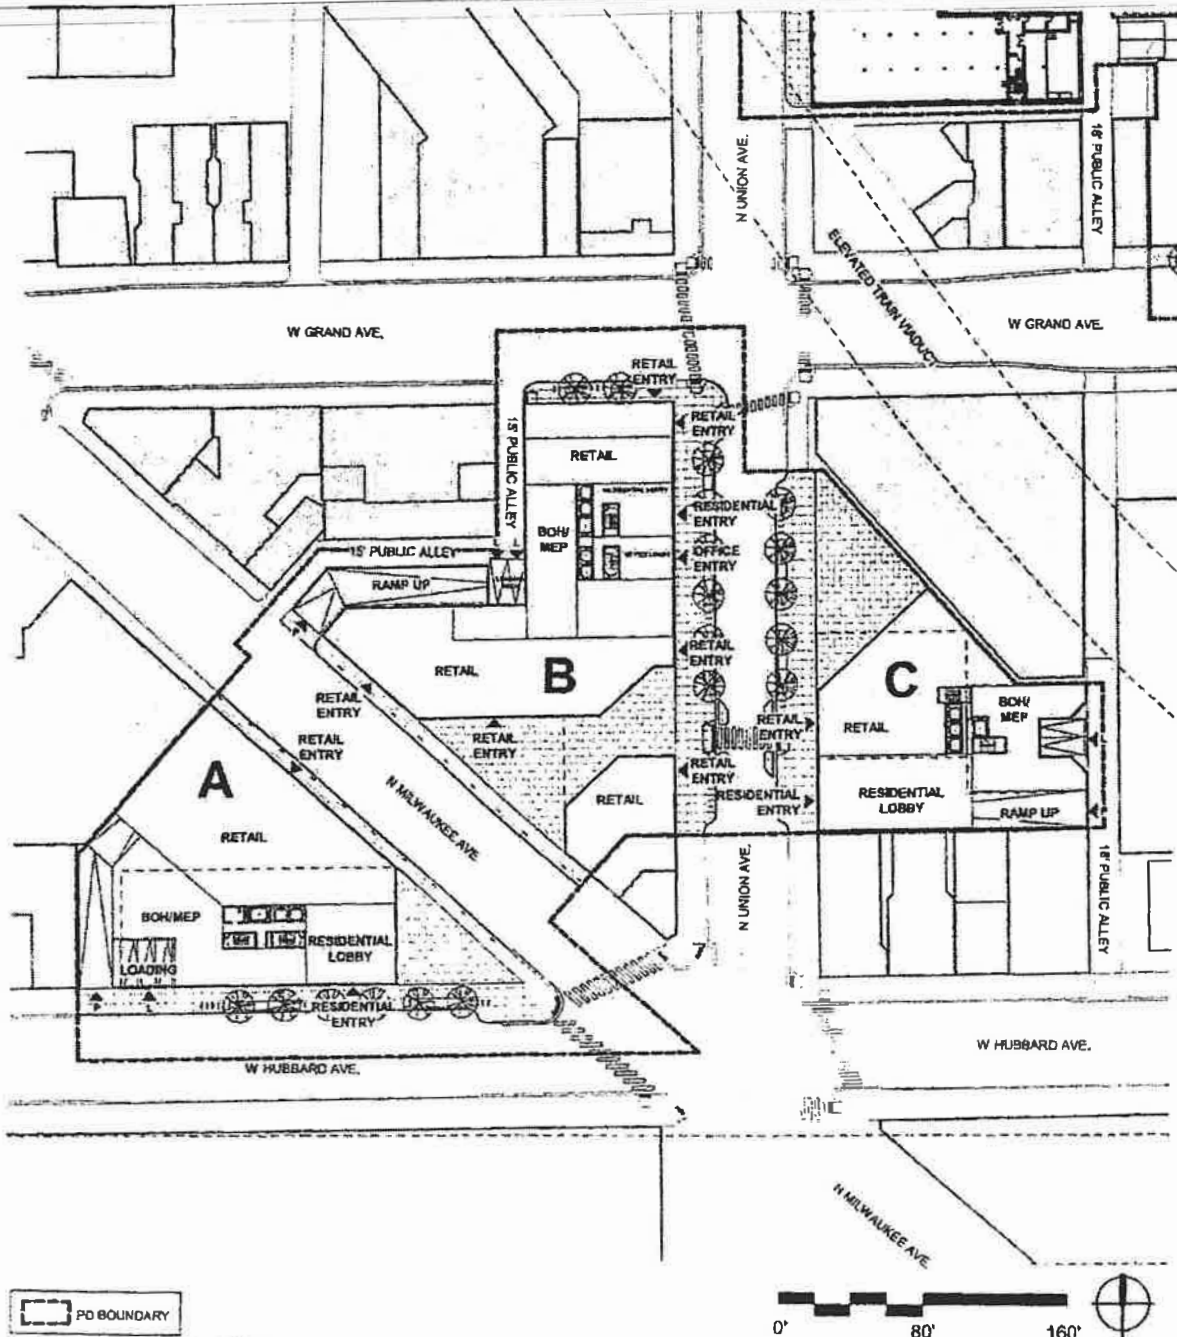 N UNION AVE.
18' PUBLIC ALLEY
ELEVATED TRAIN VIADUCT
W GRAND AVE.
W GRAND AVE.
RETAIL
ENTRY
15' PUBLIC ALLEY
RETAIL
ENTRY
RETAIL
RESIDENTIAL
ENTRY
BOH/
MEP
OFFICE
ENTRY
15' PUBLIC ALLEY
RAMP UP
RETAIL
ENTRY
RETAIL
B
C
BOH/
MEP
RETAIL
ENTRY
RETAIL
ENTRY
RETAIL
ENTRY
RETAIL
ENTRY
RETAIL
A
N MILWAUKEE AVE.
RETAIL
ENTRY
RESIDENTIAL
ENTRY
RETAIL
RESIDENTIAL
LOBBY
RAMP UP
RETAIL
18' PUBLIC ALLEY
N UNION AVE.
BOH/MEP
RESIDENTIAL
LOBBY
LOADING
P
L
RESIDENTIAL
ENTRY
W HUBBARD AVE.
W HUBBARD AVE.
N MILWAUKEE AVE.
PD BOUNDARY
0' 80' 160'